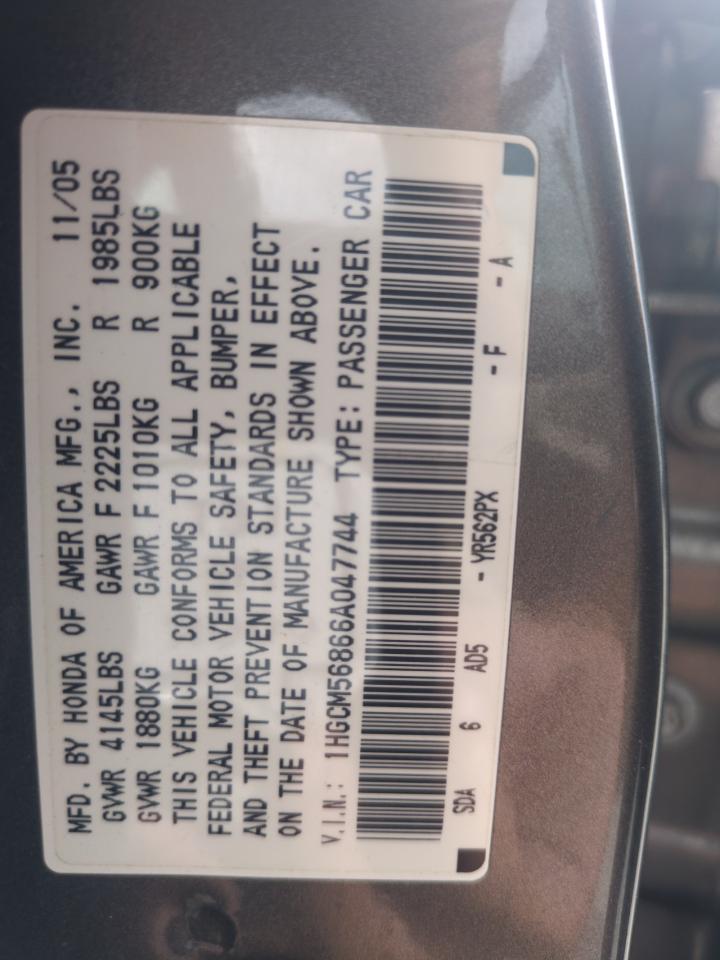 MFD. BY HONDA OF AMERICA MFG., INC. 11/05
GVWR 4145LBS GAWR F 2225LBS R 1985LBS
GVWR 1880KG GAWR F 1010KG R 900KG
THIS VEHICLE CONFORMS TO ALL APPLICABLE
FEDERAL MOTOR VEHICLE SAFETY, BUMPER,
AND THEFT PREVENTION STANDARDS IN EFFECT
ON THE DATE OF MANUFACTURE SHOWN ABOVE.
V.I.N.: 1HGCM56866A047744 TYPE: PASSENGER CAR
SDA 6 AD5 - YR562PX - F - A